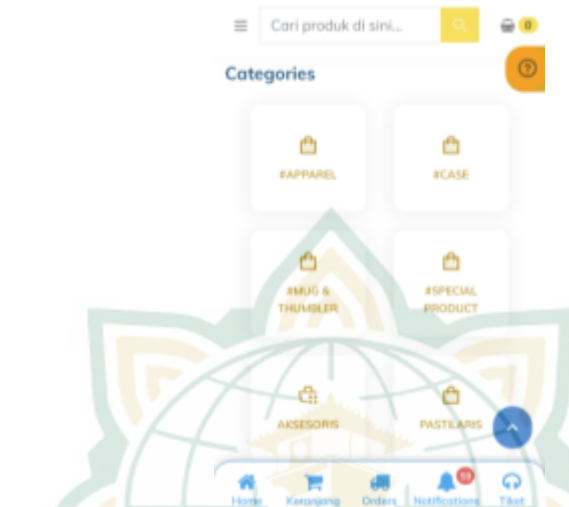 Cari produk di sini...
0
Categories
#APPAREL
#CASE
#MUG &
THUMBLER
#SPECIAL
PRODUCT
AKSESORIS
PASTILARIS
59
Home
Keranjang
Orders
Notifications
Tiket